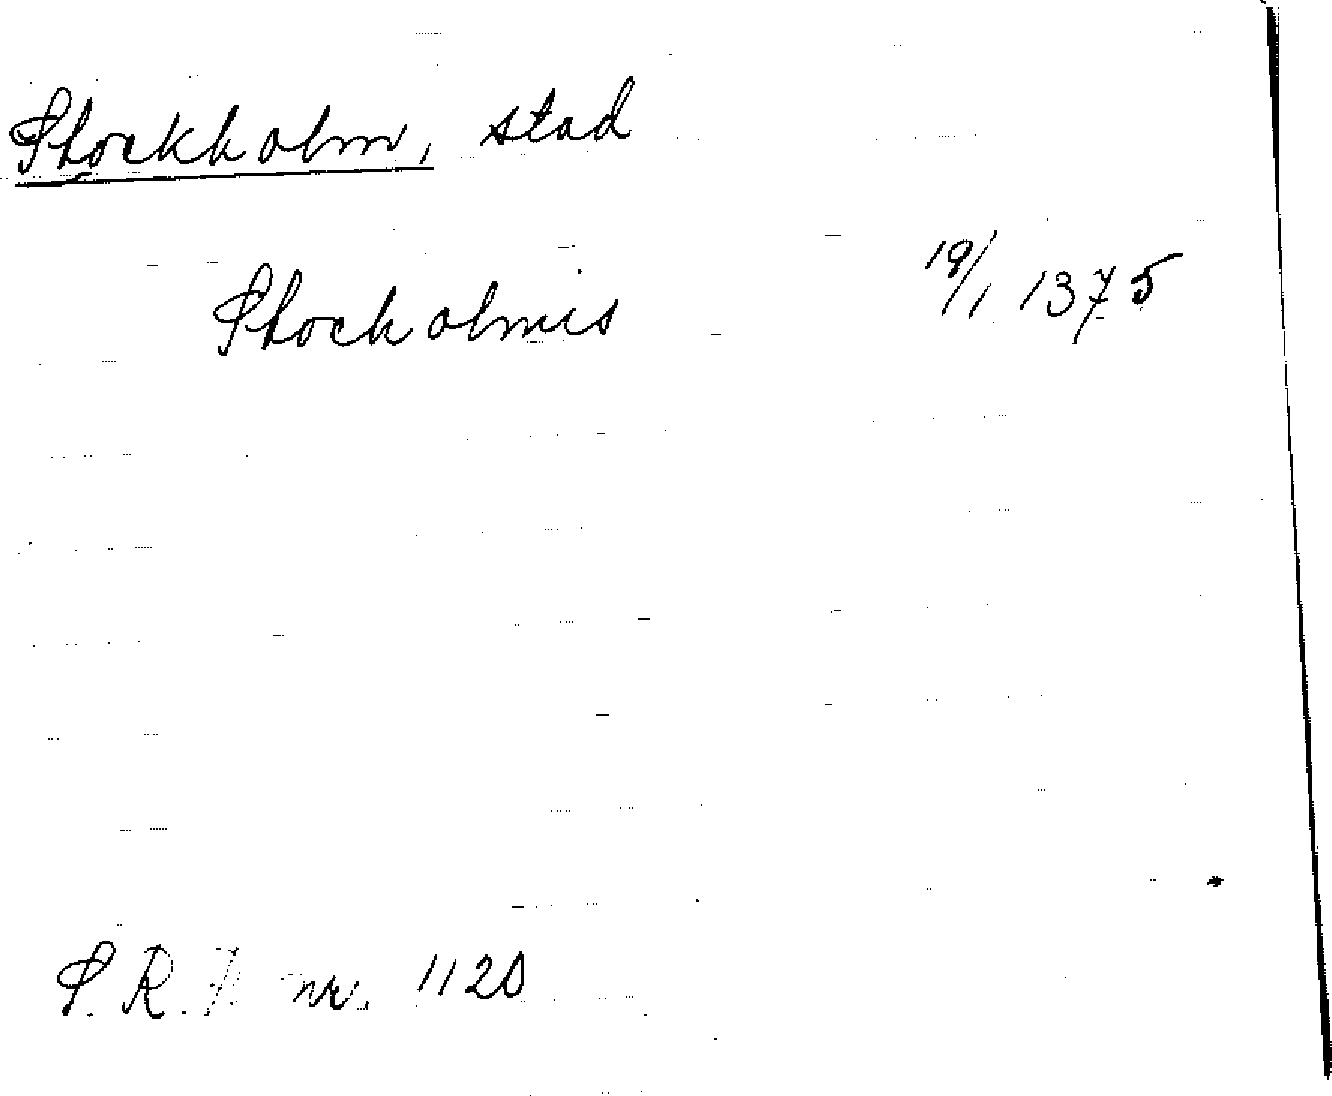 Stockholm, stad
Stockholmis 19/1 1375
S. R. P. nr. 1120